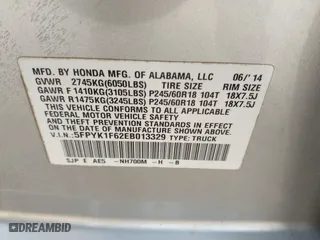 MFD. BY HONDA MFG. OF ALABAMA, LLC 06/'14
GVWR 2745KG(6050LBS) TIRE SIZE RIM SIZE
GAWR F 1410KG(3105LBS) P245/60R18 104T 18X7.5J
GAWR R1475KG(3245LBS) P245/60R18 104T 18X7.5J
THIS VEHICLE CONFORMS TO ALL APPLICABLE
FEDERAL MOTOR VEHICLE SAFETY AND
THEFT PREVENTION STANDARDS IN EFFECT ON
THE DATE OF MANUFACTURE SHOWN ABOVE.
V.I.N.:5FPYK1F62EB013329 TYPE: TRUCK
SJP E AE5 -NH700M -H -B